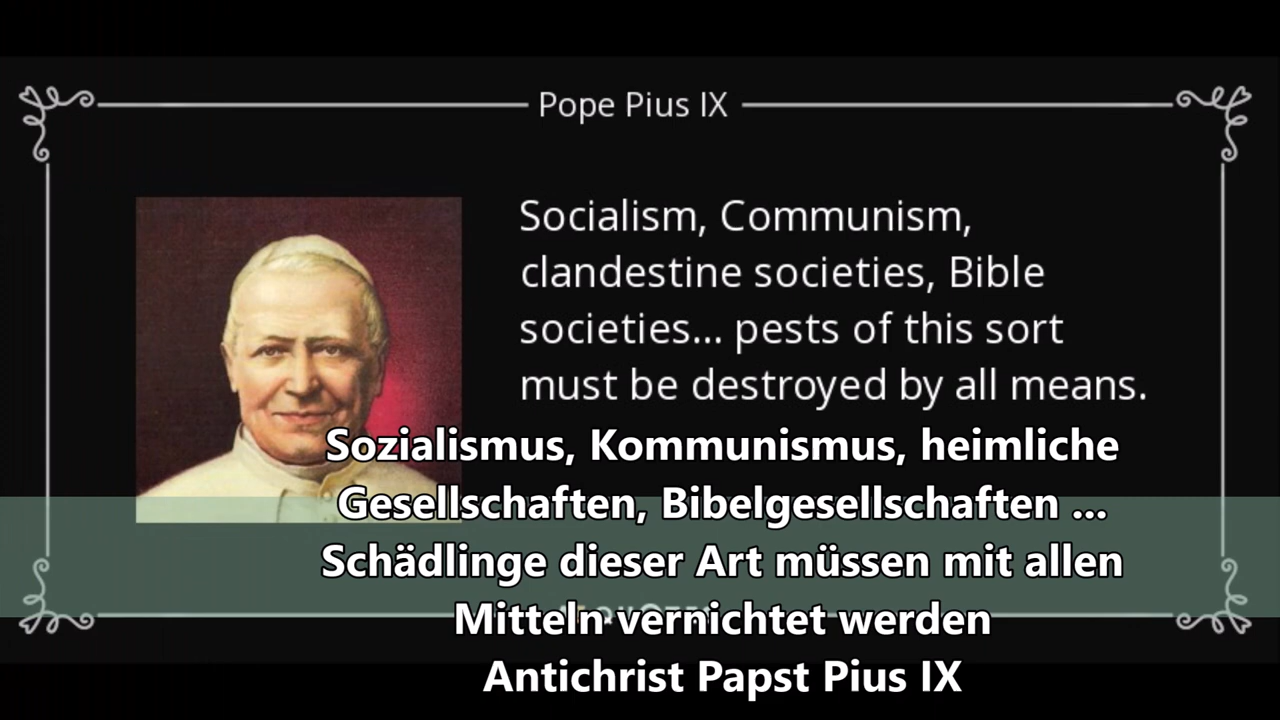 Pope Pius IX
Socialism, Communism,
clandestine societies, Bible
societies... pests of this sort
must be destroyed by all means.
Sozialismus, Kommunismus, heimliche
Gesellschaften, Bibelgesellschaften ...
Schädlinge dieser Art müssen mit allen
Mitteln vernichtet werden
Antichrist Papst Pius IX